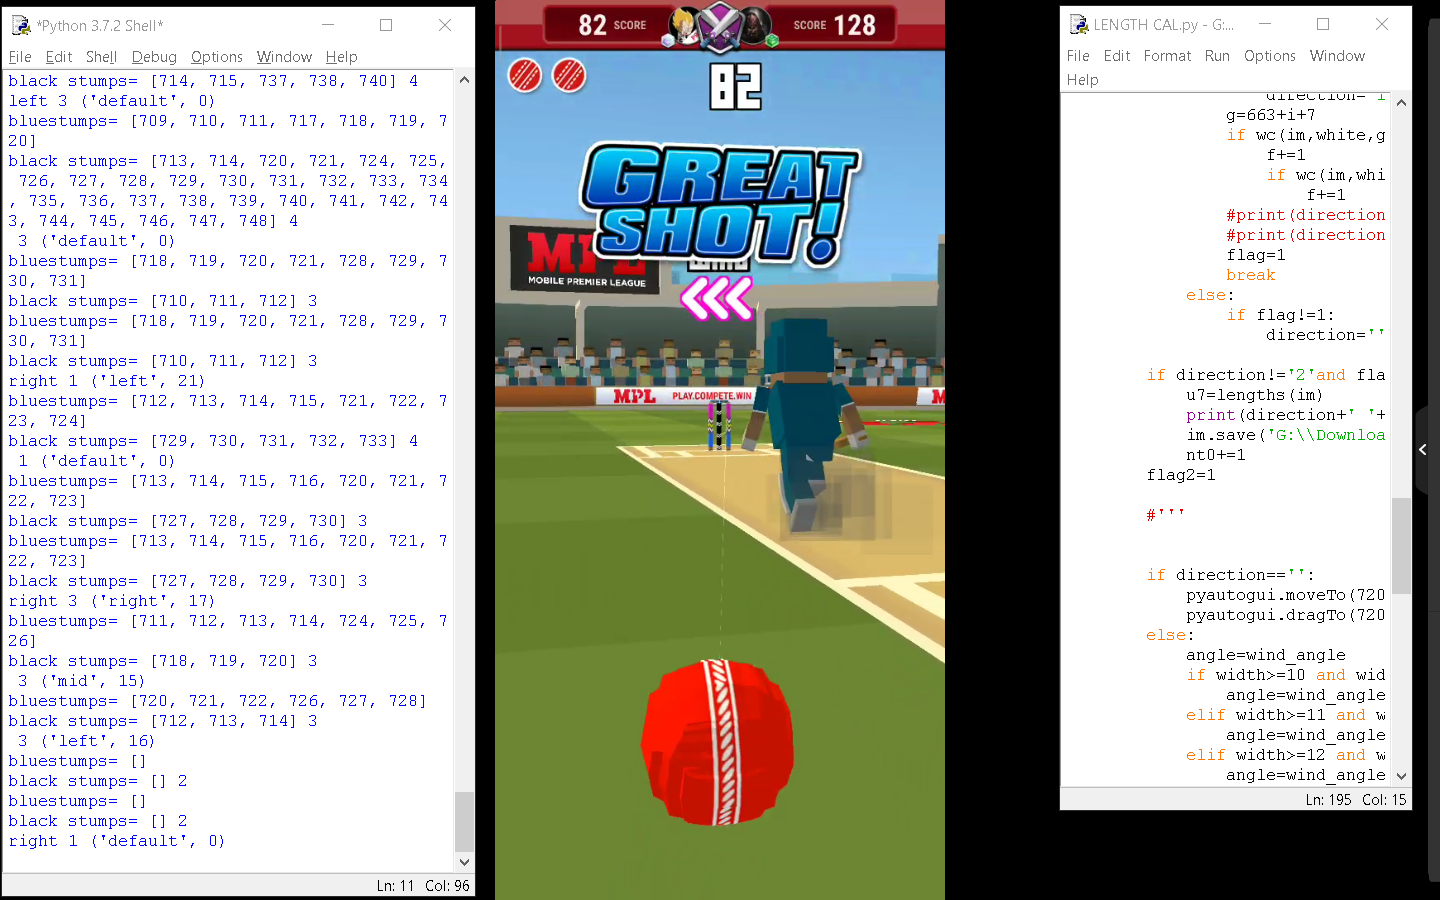 *Python 3.7.2 Shell*
File Edit Shell Debug Options Window Help
black stumps= [714, 715, 737, 738, 740] 4
left 3 ('default', 0)
bluestumps= [709, 710, 711, 717, 718, 719, 7
20]
black stumps= [713, 714, 720, 721, 724, 725,
726, 727, 728, 729, 730, 731, 732, 733, 734
, 735, 736, 737, 738, 739, 740, 741, 742, 74
3, 744, 745, 746, 747, 748] 4
3 ('default', 0)
bluestumps= [718, 719, 720, 721, 728, 729, 7
30, 731]
black stumps= [710, 711, 712] 3
bluestumps= [718, 719, 720, 721, 728, 729, 7
30, 731]
black stumps= [710, 711, 712] 3
right 1 ('left', 21)
bluestumps= [712, 713, 714, 715, 721, 722, 7
23, 724]
black stumps= [729, 730, 731, 732, 733] 4
1 ('default', 0)
bluestumps= [713, 714, 715, 716, 720, 721, 7
22, 723]
black stumps= [727, 728, 729, 730] 3
bluestumps= [713, 714, 715, 716, 720, 721, 7
22, 723]
black stumps= [727, 728, 729, 730] 3
right 3 ('right', 17)
bluestumps= [711, 712, 713, 714, 724, 725, 7
26]
black stumps= [718, 719, 720] 3
3 ('mid', 15)
bluestumps= [720, 721, 722, 726, 727, 728]
black stumps= [712, 713, 714] 3
3 ('left', 16)
bluestumps= []
black stumps= [] 2
bluestumps= []
black stumps= [] 2
right 1 ('default', 0)
Ln: 11 Col: 96
82 SCORE
SCORE 128
82
GREAT
SHOT!
MPL
MOBILE PREMIER LEAGUE
MPL PLAY.COMPETE.WIN
LENGTH CAL.py - G:...
File Edit Format Run Options Window
Help
direction='i
g=663+i+7
if wc(im,white,g
f+=1
if wc(im,whi
f+=1
#print(direction
#print(direction
flag=1
break
else:
if flag!=1:
direction=''
if direction!='2'and fla
u7=lengths(im)
print(direction+' '+
im.save('G:\\Downloa
nt0+=1
flag2=1
#'''
if direction=='':
pyautogui.moveTo(720
pyautogui.dragTo(720
else:
angle=wind_angle
if width>=10 and wid
angle=wind_angle
elif width>=11 and w
angle=wind_angle
elif width>=12 and w
angle=wind_angle
Ln: 195 Col: 15